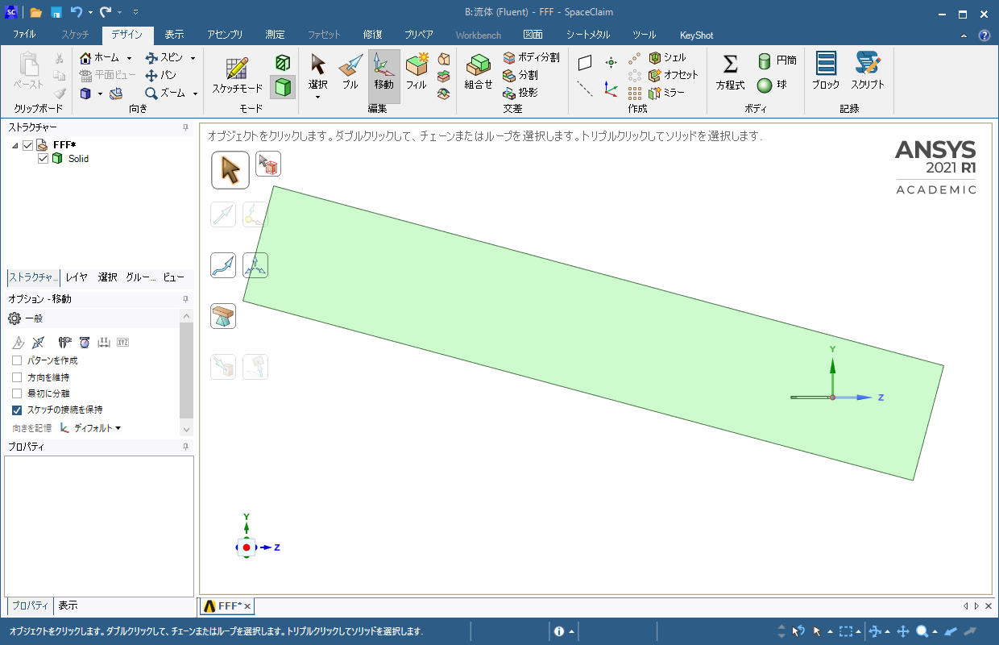 SC
B:流体 (Fluent) - FFF - SpaceClaim
ファイル スケッチ デザイン 表示 アセンブリ 測定 ファセット 修復 プリペア Workbench 図面 シートメタル ツール KeyShot
ペースト
ホーム
平面ビュー
スピン
パン
ズーム
スケッチモード
選択
プル
移動
フィル
組合せ
ボディ分割
分割
投影
シェル
オフセット
ミラー
方程式
円筒
球
ブロック
スクリプト
クリップボード 向き モード 編集 交差 作成 ボディ 記録
ストラクチャー
FFF*
Solid
ストラクチャ... レイヤ 選択 グルー... ビュー
オプション - 移動
一般
XYZ
パターンを作成
方向を維持
最初に分離
スケッチの接続を保持
向きを記憶 ディフォルト
プロパティ
プロパティ 表示
オブジェクトをクリックします。ダブルクリックして、チェーンまたはループを選択します。トリプルクリックしてソリッドを選択します.
ANSYS
2021 R1
ACADEMIC
Y
Z
Y
Z
FFF*
オブジェクトをクリックします。ダブルクリックして、チェーンまたはループを選択します。トリプルクリックしてソリッドを選択します.